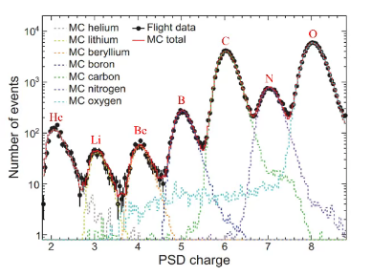 MC helium
MC lithium
MC beryllium
MC boron
MC carbon
MC nitrogen
MC oxygen
Flight data
MC total
He
Li
Be
B
C
N
O
Number of events
10⁴
10³
10²
10
1
2 3 4 5 6 7 8
PSD charge